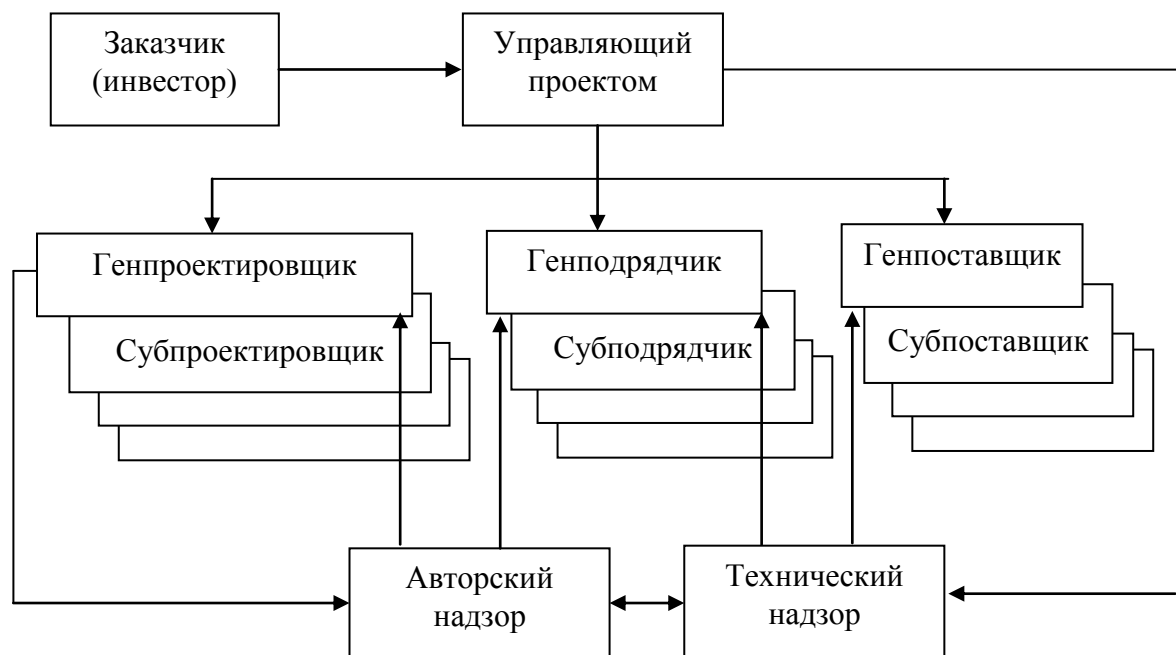 Заказчик
(инвестор)
Управляющий
проектом
Генпроектировщик
Генподрядчик
Генпоставщик
Субпроектировщик
Субподрядчик
Субпоставщик
Авторский
надзор
Технический
надзор